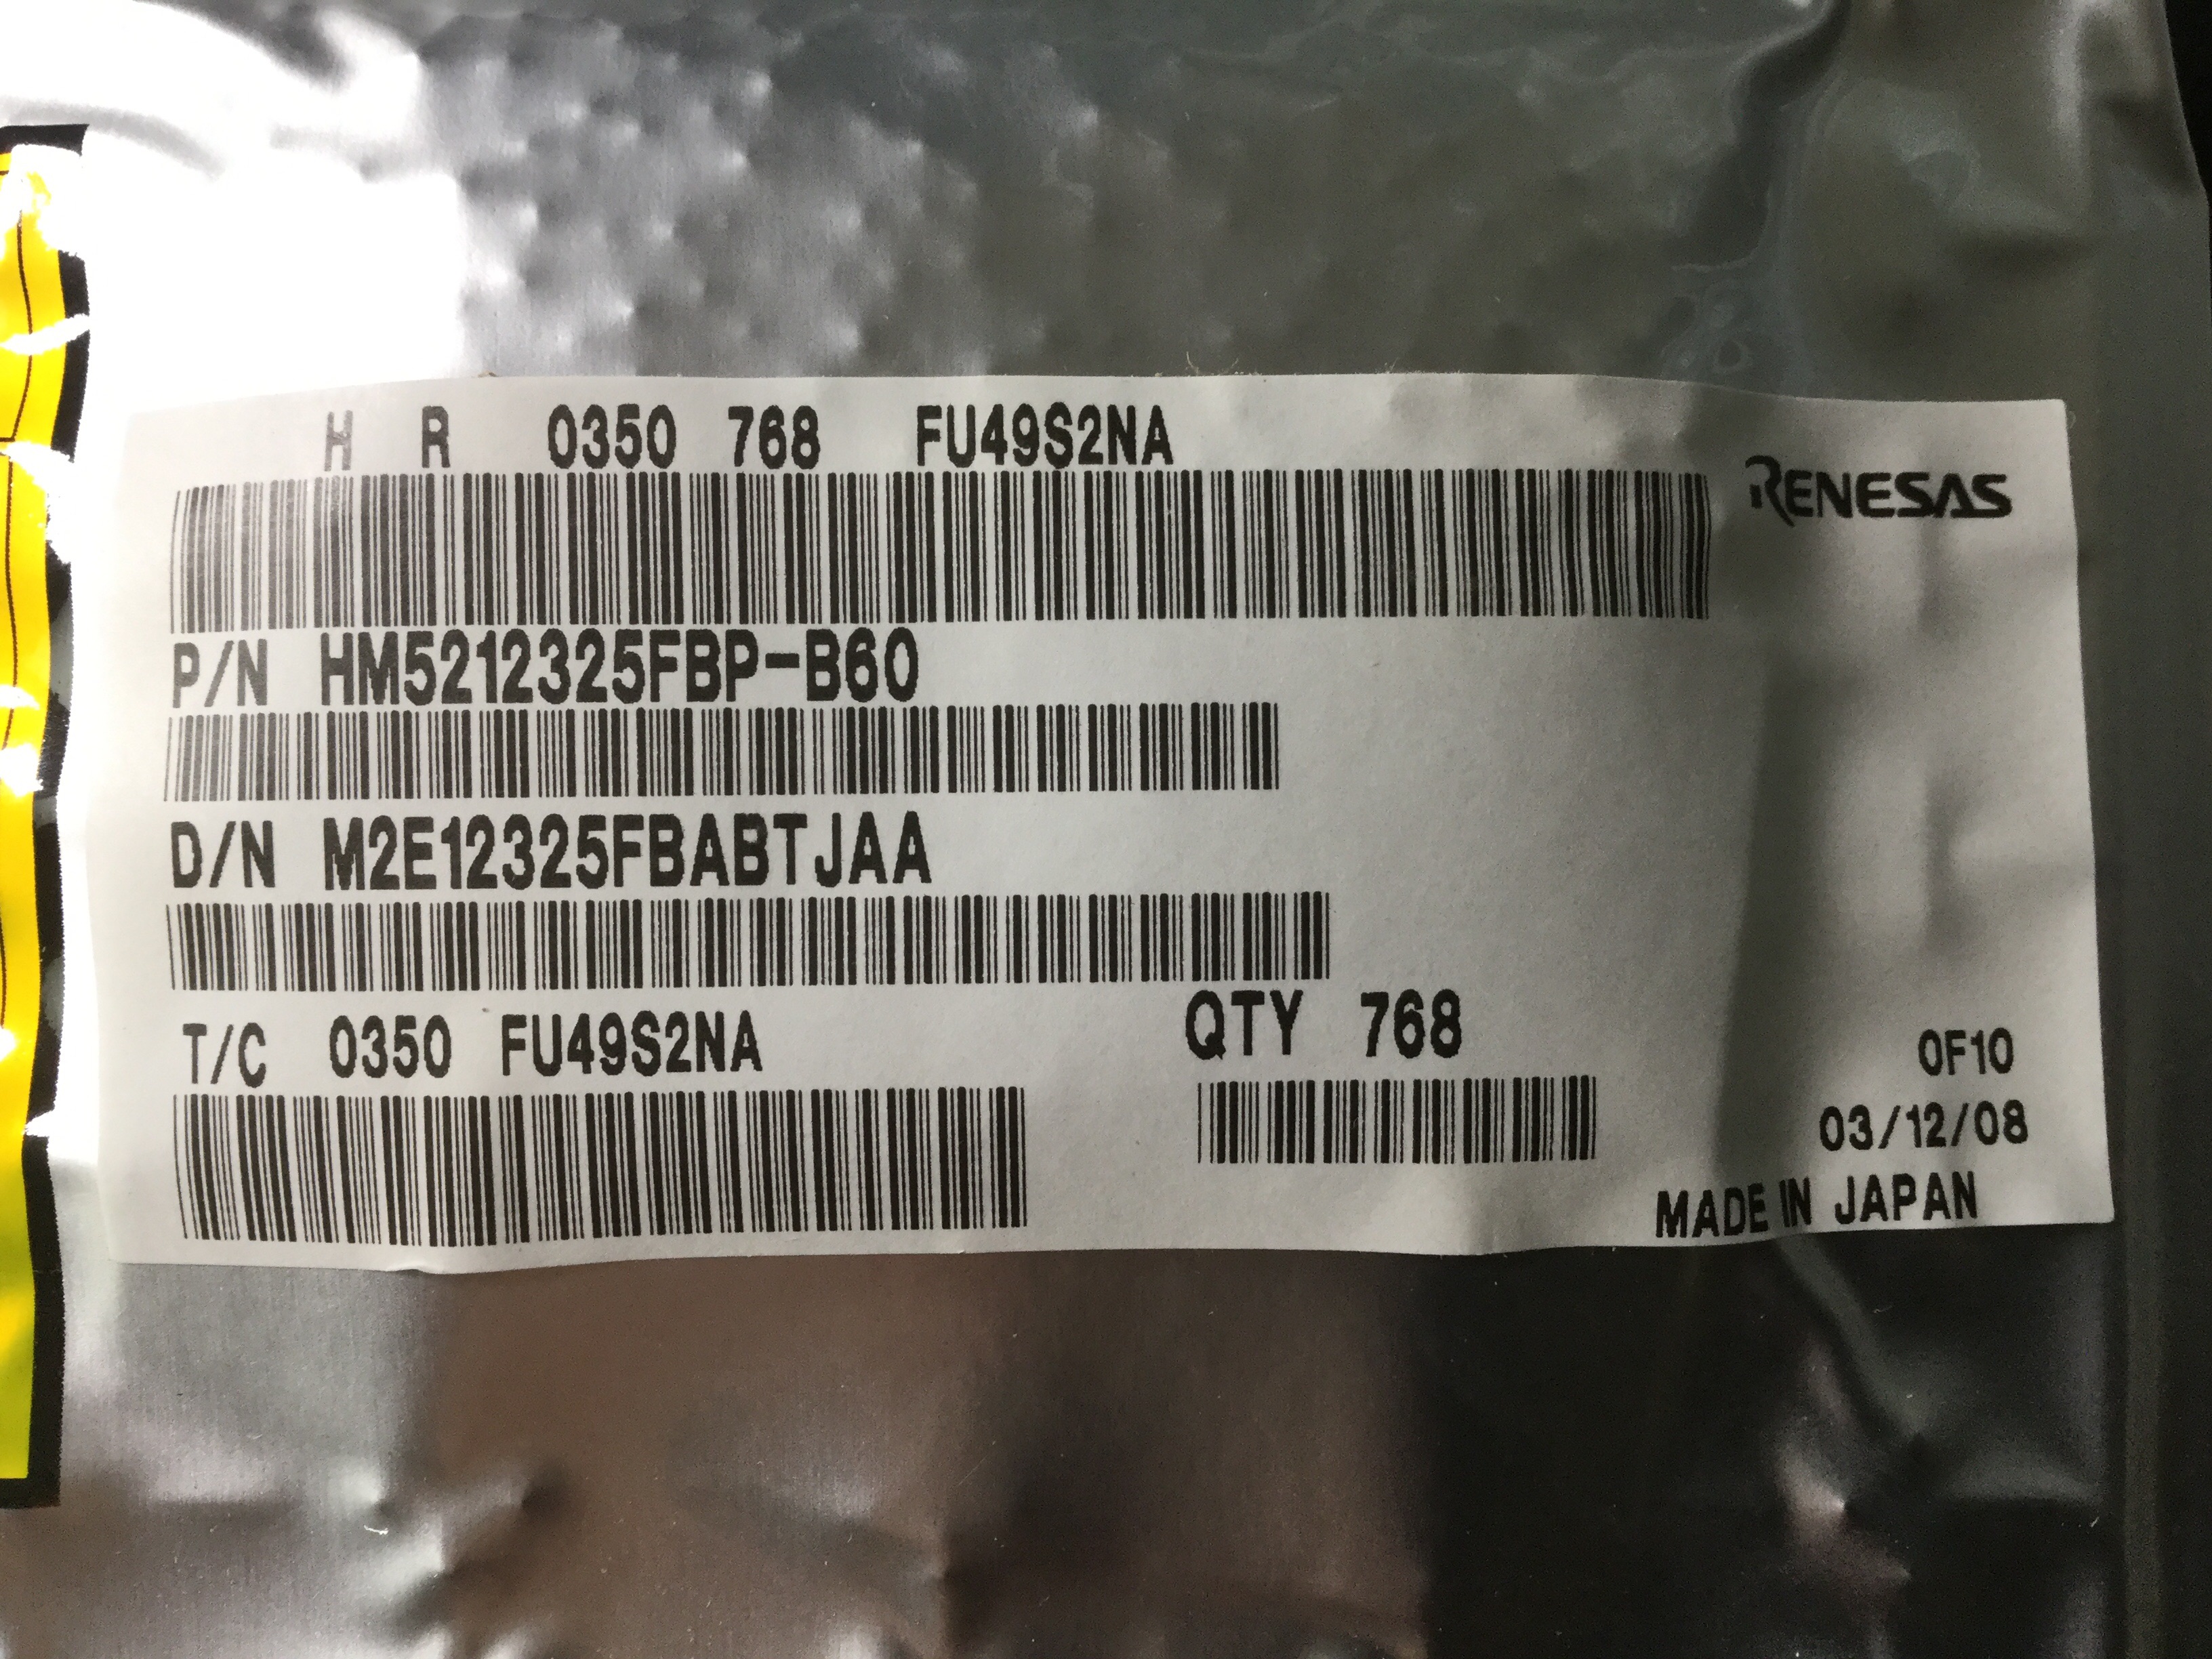 H R 0350 768 FU49S2NA
RENESAS
P/N HM5212325FBP-B60
D/N M2E12325FBABTJAA
T/C 0350 FU49S2NA
QTY 768
0F10
03/12/08
MADE IN JAPAN